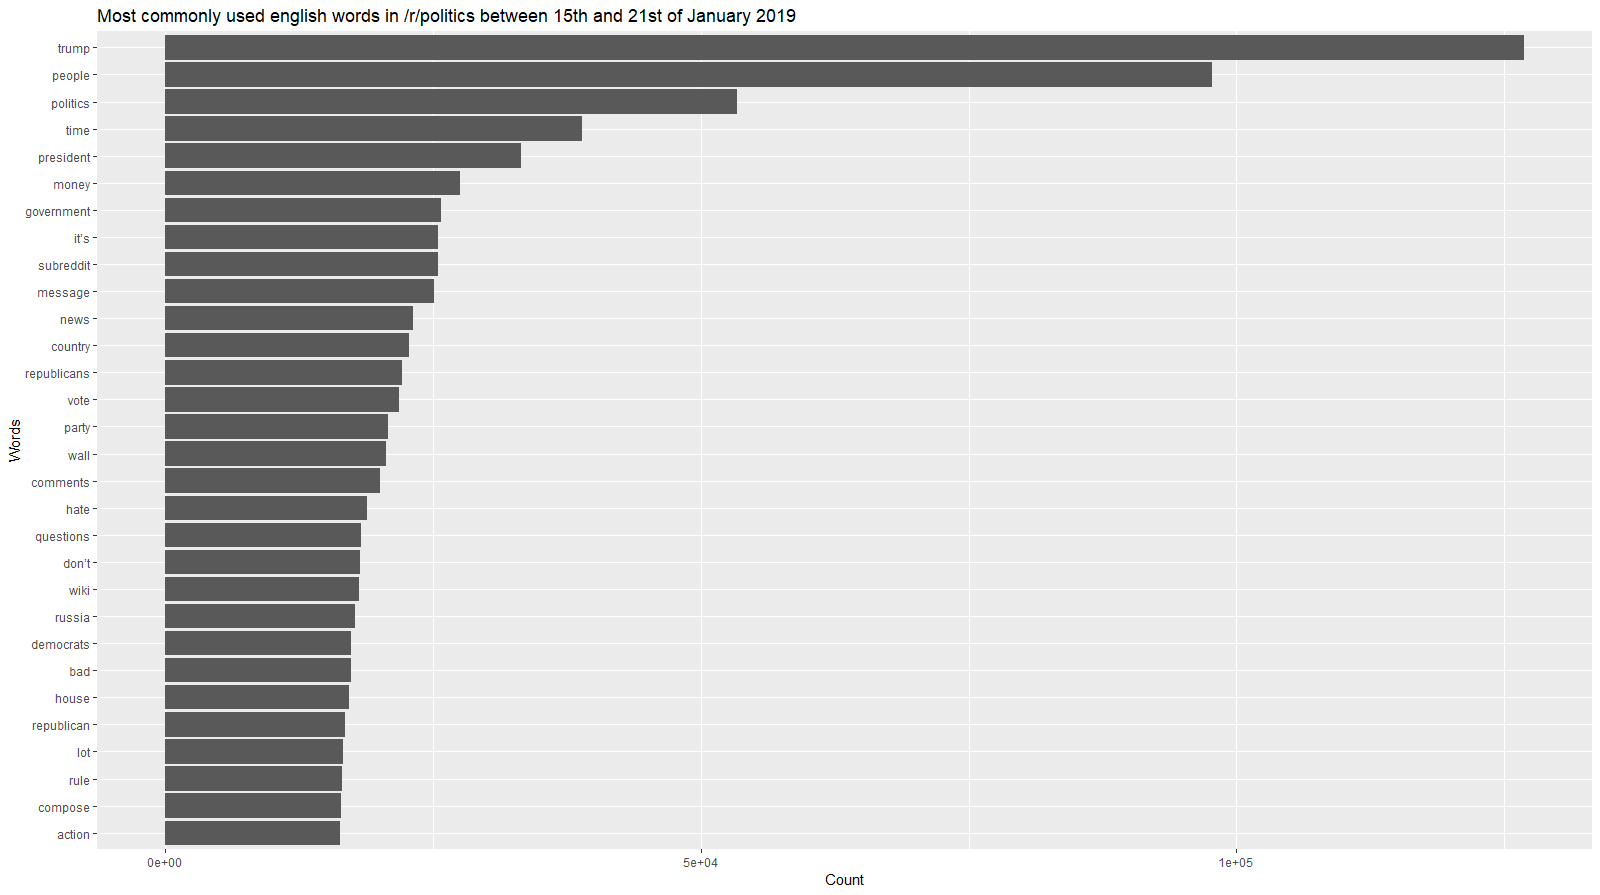 Most commonly used english words in /r/politics between 15th and 21st of January 2019
trump
people
politics
time
president
money
government
it's
subreddit
message
news
country
republicans
vote
party
wall
comments
hate
questions
don't
wiki
russia
democrats
bad
house
republican
lot
rule
compose
action
Words
0e+00 5e+04 1e+05
Count